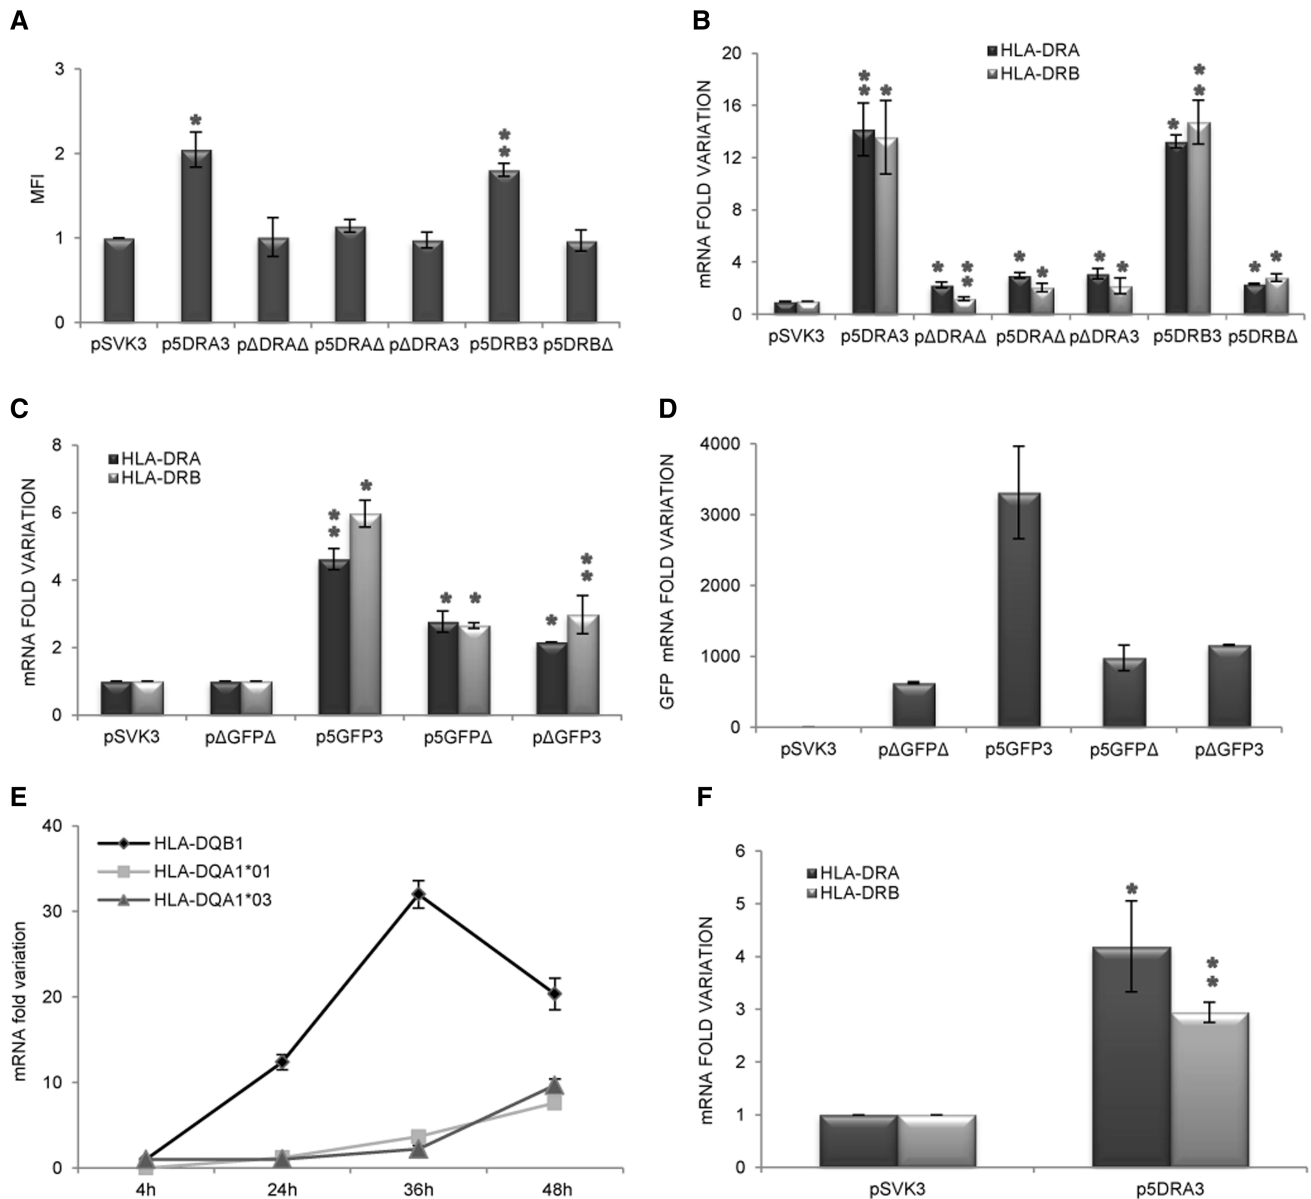 A
3
2
1
0
MFI
*
* *
pSVK3 p5DRA3 pΔDRAΔ p5DRAΔ pΔDRA3 p5DRB3 p5DRBΔ
B
20
16
12
8
4
0
mRNA FOLD VARIATION
HLA-DRA
HLA-DRB
* * *
* * *
* * *
* *
* *
* * *
* *
pSVK3 p5DRA3 pΔDRAΔ p5DRAΔ pΔDRA3 p5DRB3 p5DRBΔ
C
8
6
4
2
0
mRNA FOLD VARIATION
HLA-DRA
HLA-DRB
* * *
* *
* * *
pSVK3 pΔGFPΔ p5GFP3 p5GFPΔ pΔGFP3
D
4000
3000
2000
1000
0
GFP mRNA FOLD VARIATION
pSVK3 pΔGFPΔ p5GFP3 p5GFPΔ pΔGFP3
E
40
30
20
10
0
mRNA fold variation
HLA-DQB1
HLA-DQA1*01
HLA-DQA1*03
4h 24h 36h 48h
F
6
5
4
3
2
1
0
mRNA FOLD VARIATION
HLA-DRA
HLA-DRB
*
* *
pSVK3 p5DRA3